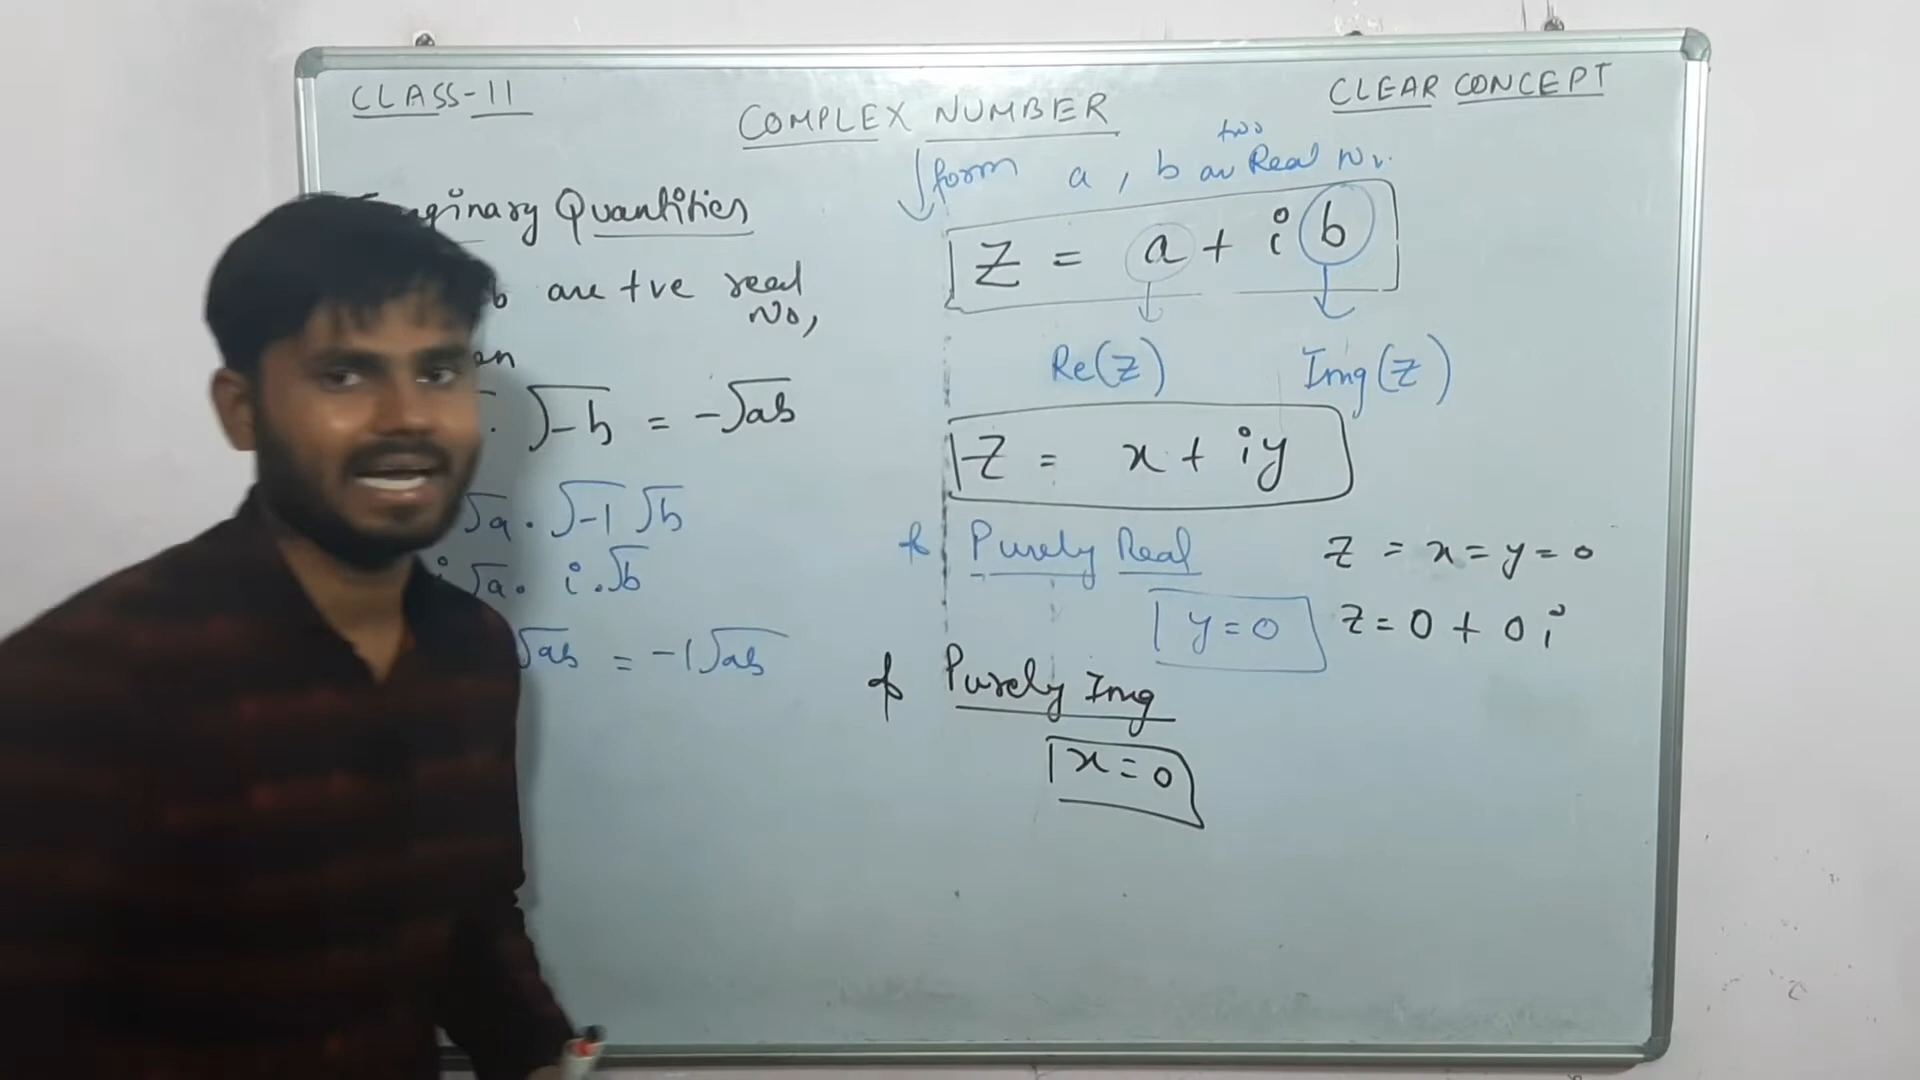 CLASS-11
COMPLEX NUMBER
CLEAR CONCEPT
Quantities
are +ve real
No,
√-b = -√ab
√a . √-1 √b
i √a . i . √b
√ab = -1√ab
form a, b are two Real No.
Z = a + i b
Re(Z) Img(Z)
Z = x + iy
* Purely Real
y = 0
Z = x = y = 0
Z = 0 + 0 i
* Purely Img
x = 0